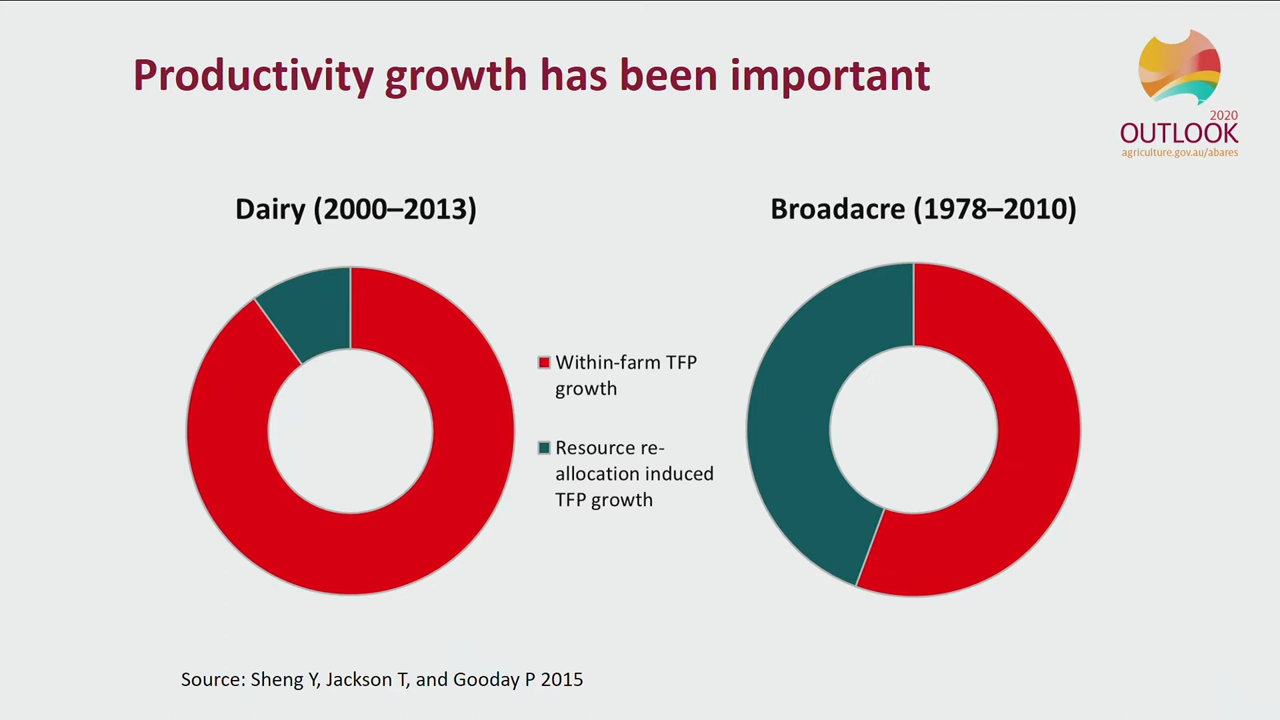 Productivity growth has been important
2020
OUTLOOK
agriculture.gov.au/abares
Dairy (2000–2013)
Broadacre (1978–2010)
Within-farm TFP
growth
Resource re-
allocation induced
TFP growth
Source: Sheng Y, Jackson T, and Gooday P 2015